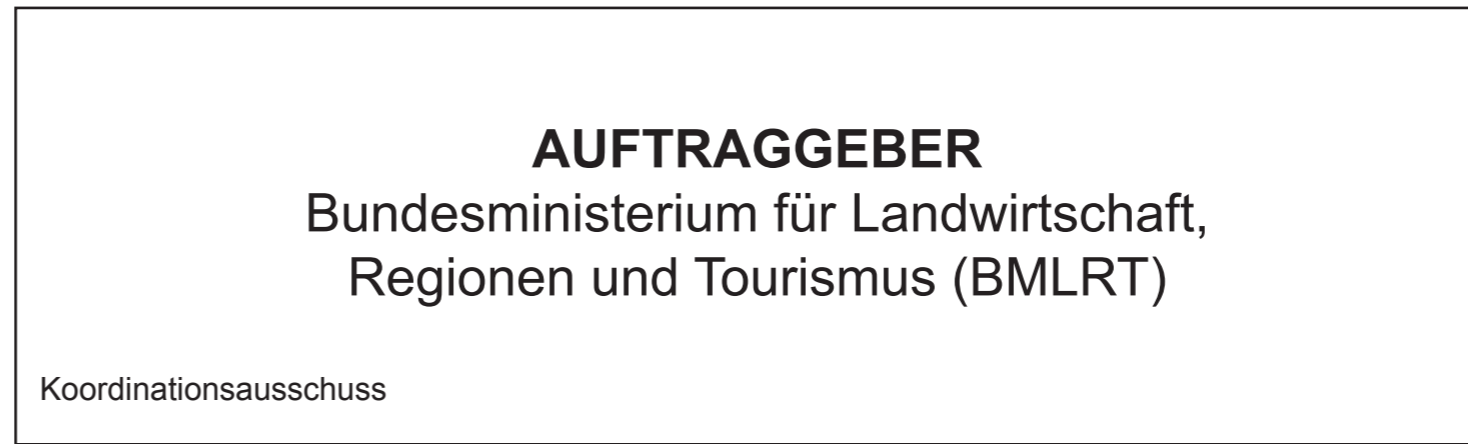 AUFTRAGGEBER
Bundesministerium für Landwirtschaft,
Regionen und Tourismus (BMLRT)
Koordinationsausschuss